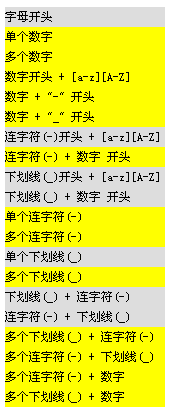 字母开头
单个数字
多个数字
数字开头 + [a-z][A-Z]
数字 + "-" 开头
数字 + "_" 开头
连字符(-)开头 + [a-z][A-Z]
连字符(-) + 数字 开头
下划线(_)开头 + [a-z][A-Z]
下划线(_) + 数字 开头
单个连字符(-)
多个连字符(-)
单个下划线(_)
多个下划线(_)
下划线(_) + 连字符(-)
连字符(-) + 下划线(_)
多个下划线(_) + 连字符(-)
多个连字符(-) + 下划线(_)
多个连字符(-) + 数字
多个下划线(_) + 数字